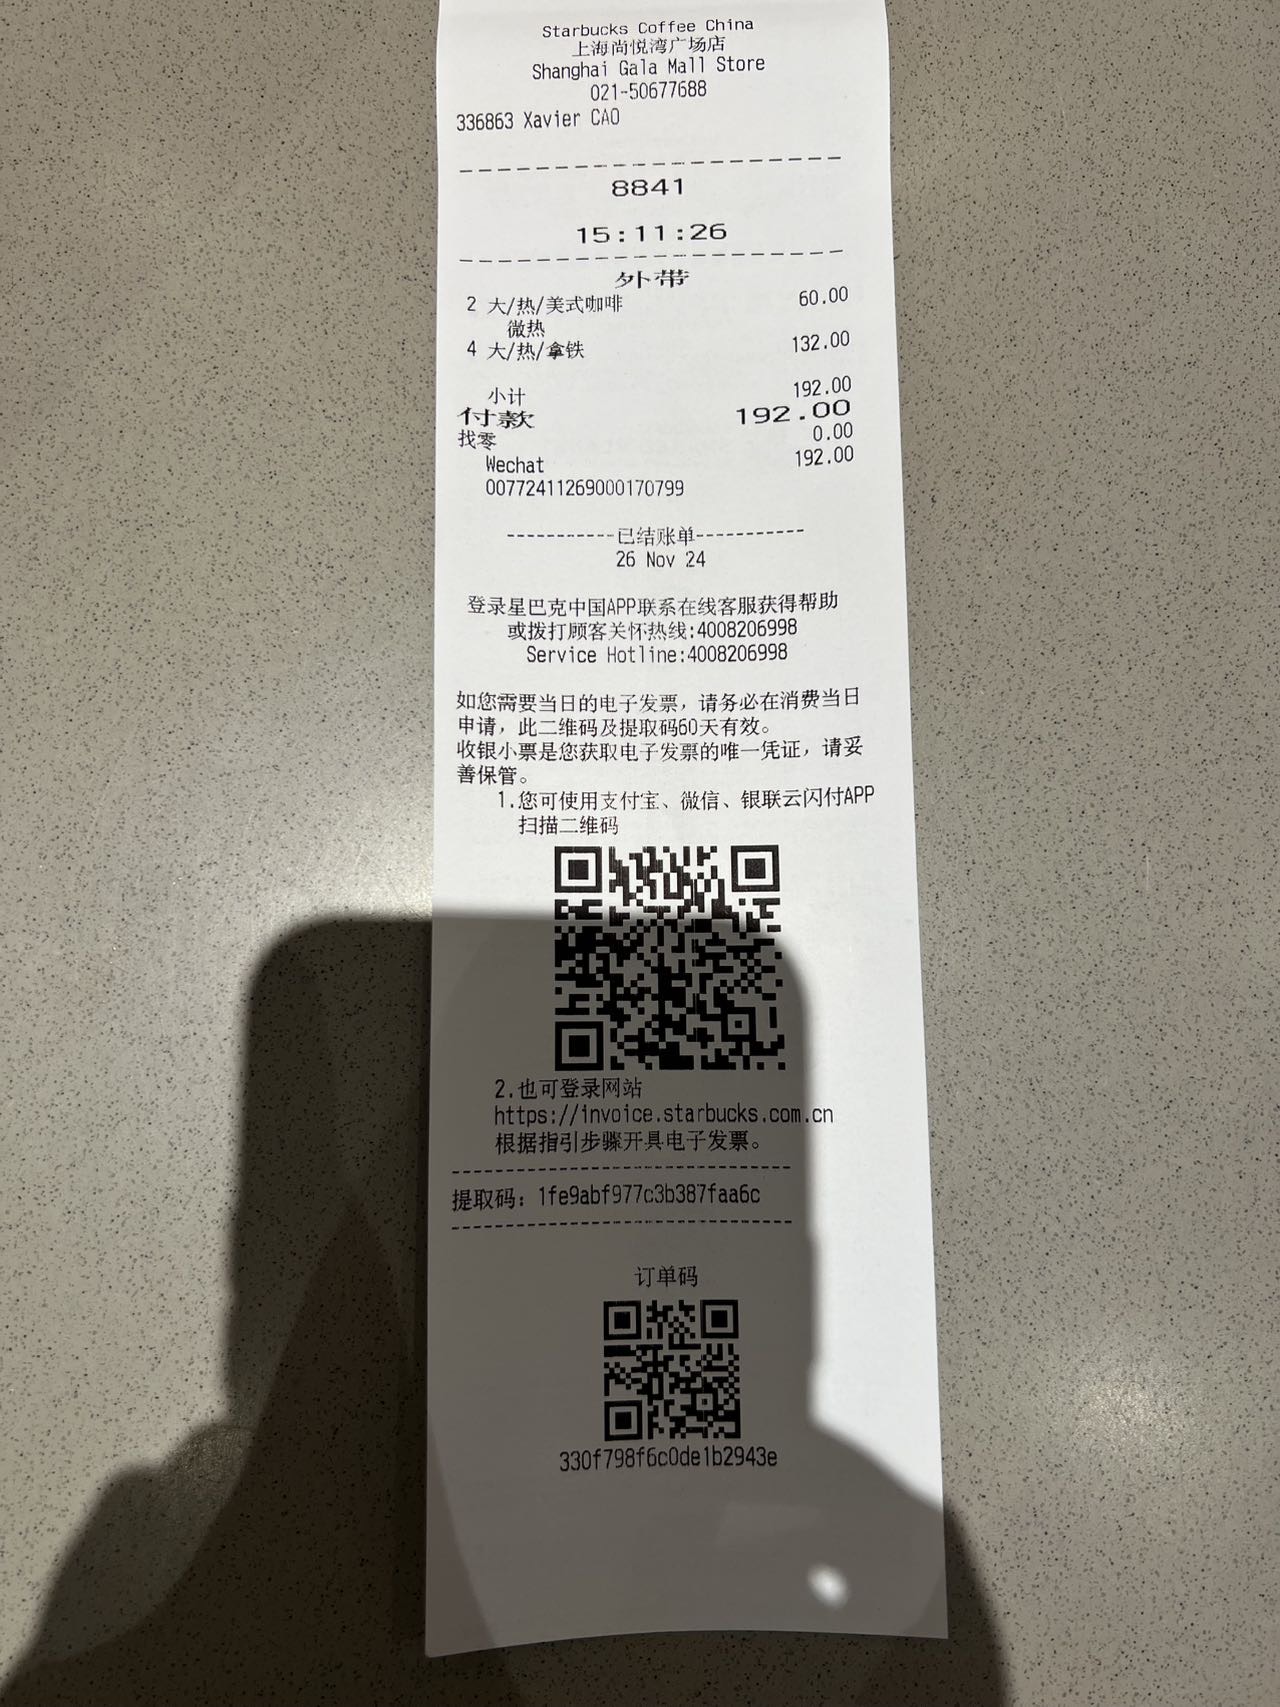 Starbucks Coffee China
上海尚悦湾广场店
Shanghai Gala Mall Store
021-50677688
336863 Xavier CAO
8841
15:11:26
外带
2 大/热/美式咖啡 60.00
微热
4 大/热/拿铁 132.00
小计 192.00
付款 192.00
找零 0.00
Wechat 192.00
00772411269000170799
-----------已结账单-----------
26 Nov 24
登录星巴克中国APP联系在线客服获得帮助
或拨打顾客关怀热线:4008206998
Service Hotline:4008206998
如您需要当日的电子发票，请务必在消费当日
申请，此二维码及提取码60天有效。
收银小票是您获取电子发票的唯一凭证，请妥
善保管。
1.您可使用支付宝、微信、银联云闪付APP
扫描二维码
2.也可登录网站
https://invoice.starbucks.com.cn
根据指引步骤开具电子发票。
提取码：1fe9abf977c3b387faa6c
订单码
330f798f6c0de1b2943e